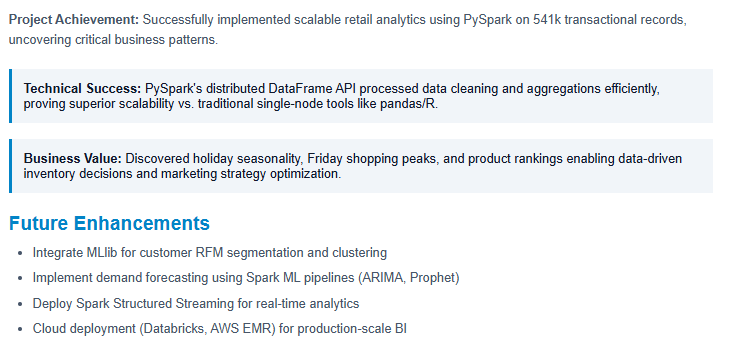 Project Achievement: Successfully implemented scalable retail analytics using PySpark on 541k transactional records,
uncovering critical business patterns.
Technical Success: PySpark's distributed DataFrame API processed data cleaning and aggregations efficiently,
proving superior scalability vs. traditional single-node tools like pandas/R.
Business Value: Discovered holiday seasonality, Friday shopping peaks, and product rankings enabling data-driven
inventory decisions and marketing strategy optimization.
Future Enhancements
• Integrate MLlib for customer RFM segmentation and clustering
• Implement demand forecasting using Spark ML pipelines (ARIMA, Prophet)
• Deploy Spark Structured Streaming for real-time analytics
• Cloud deployment (Databricks, AWS EMR) for production-scale BI